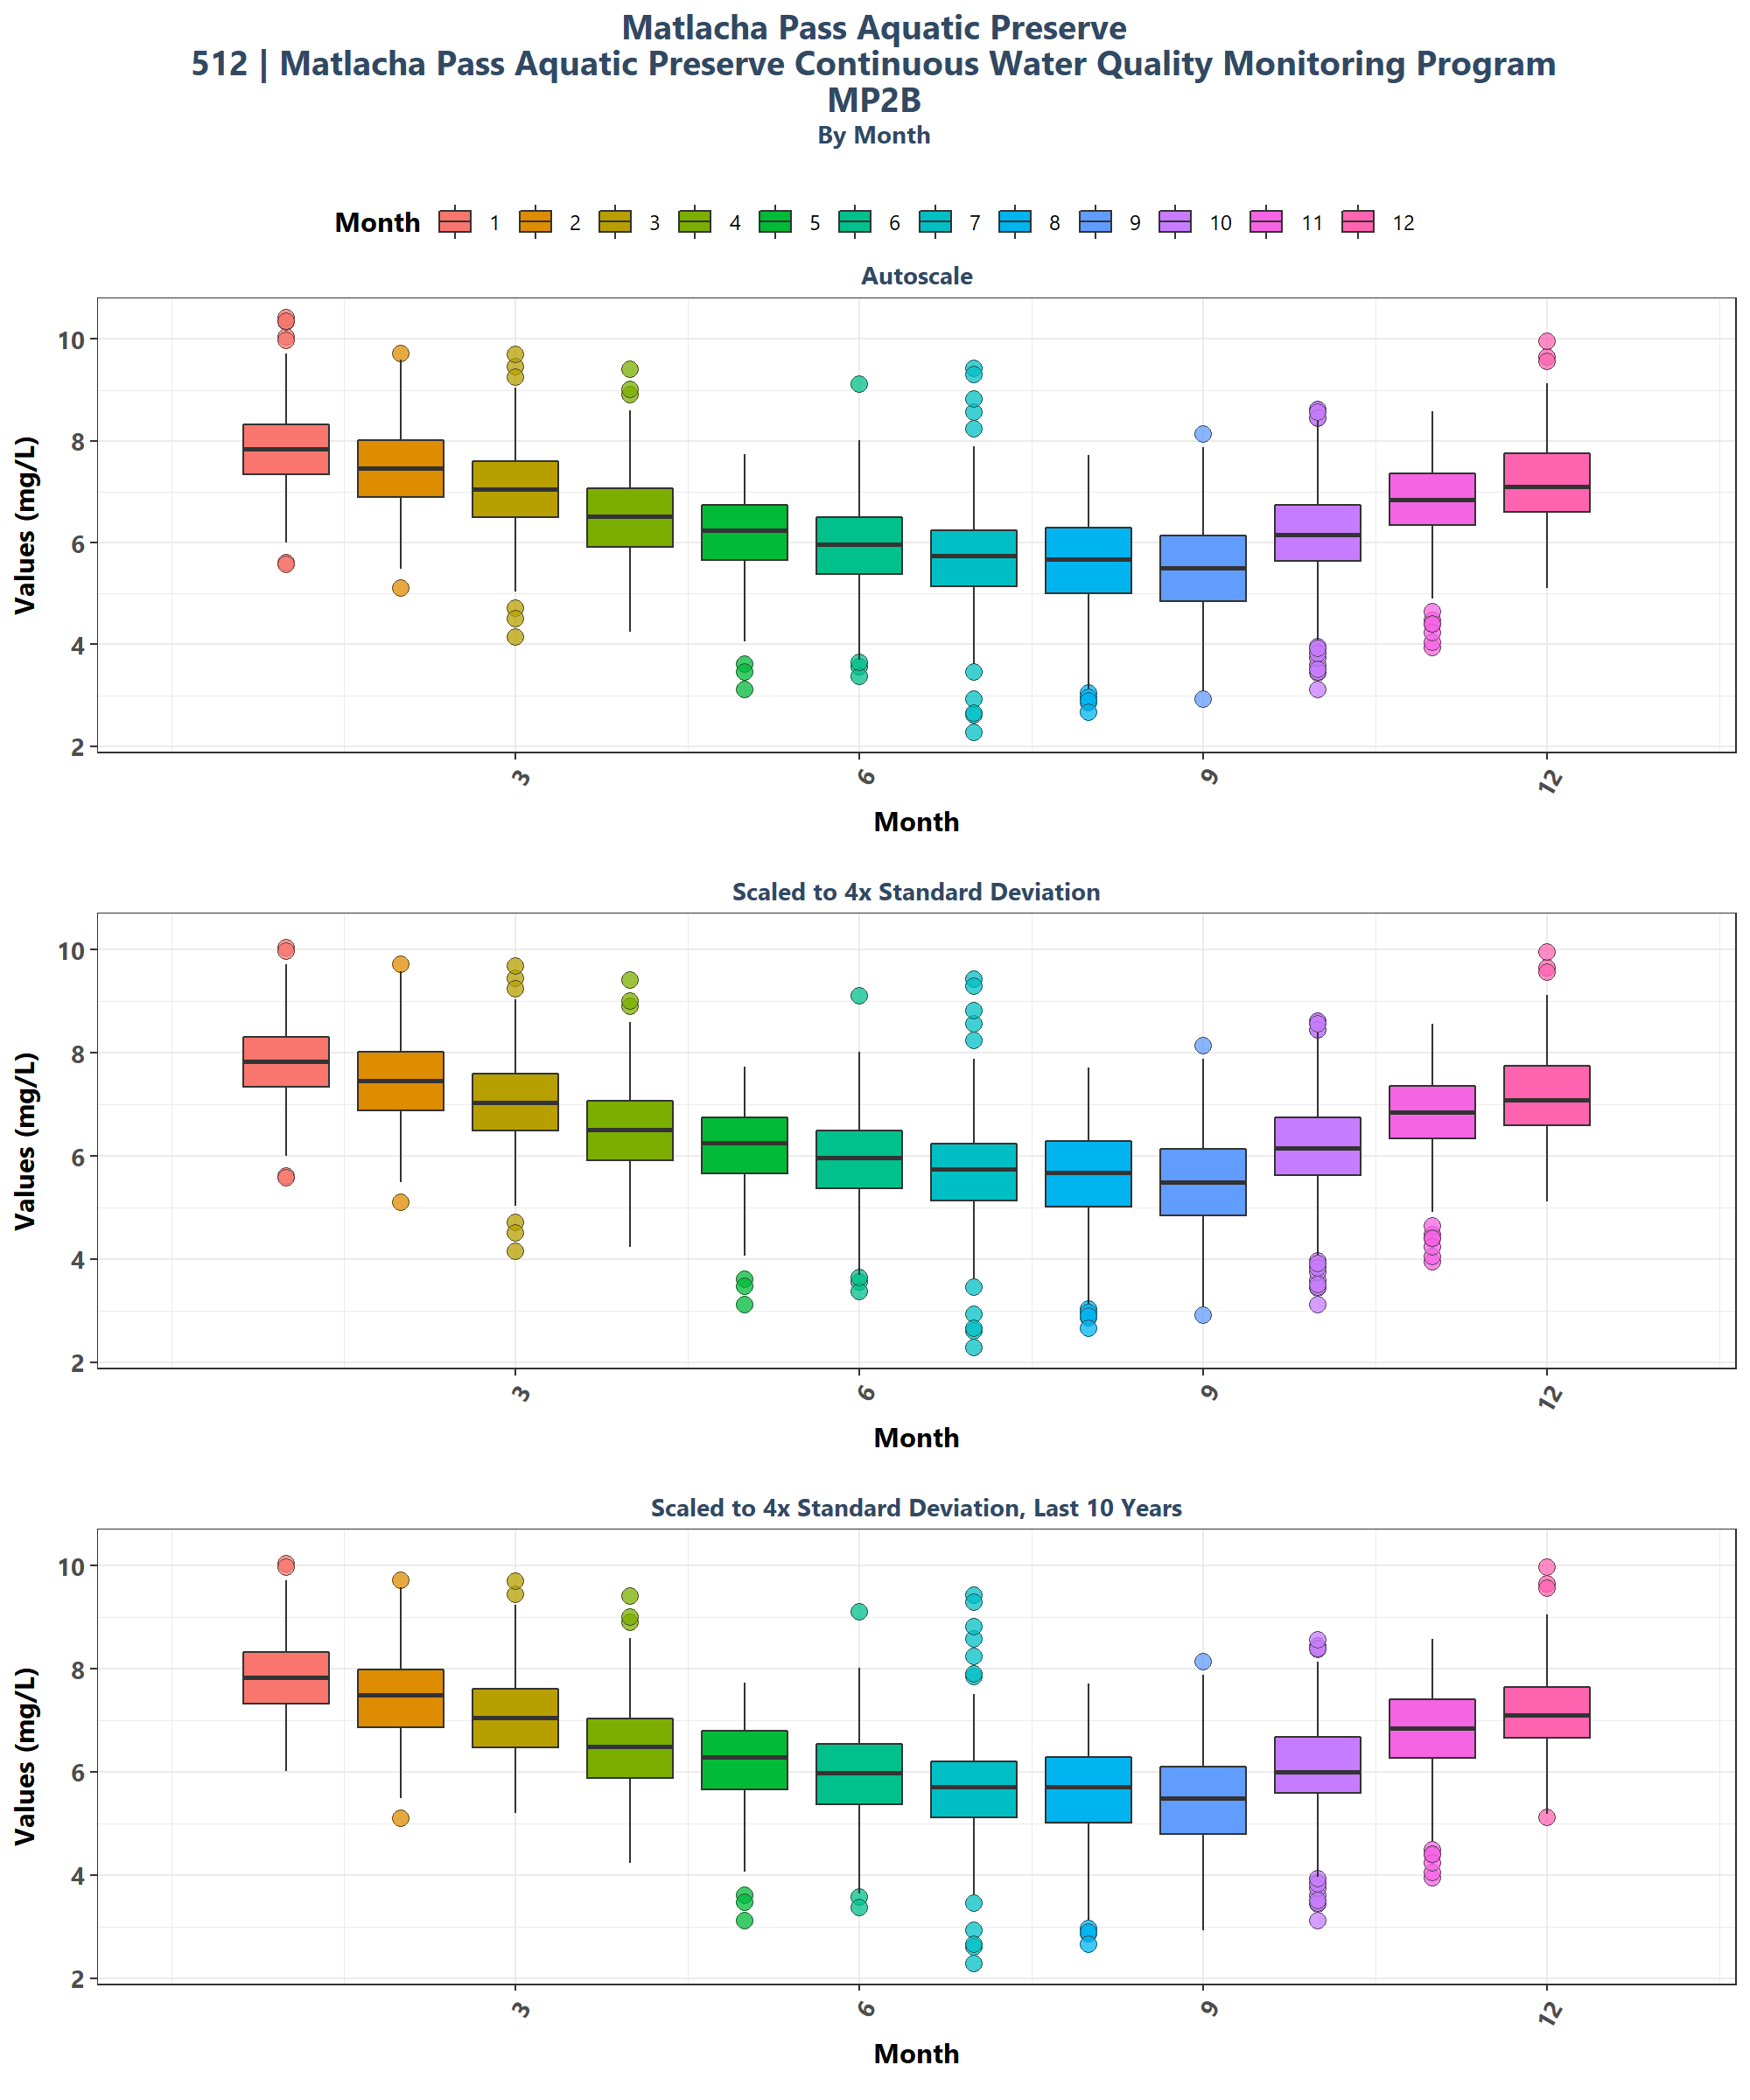 Matlacha Pass Aquatic Preserve
512 | Matlacha Pass Aquatic Preserve Continuous Water Quality Monitoring Program
MP2B
By Month
Month 1 2 3 4 5 6 7 8 9 10 11 12
Autoscale
Values (mg/L)
10
8
6
4
2
3 6 9 12
Month
Scaled to 4x Standard Deviation
Values (mg/L)
10
8
6
4
2
3 6 9 12
Month
Scaled to 4x Standard Deviation, Last 10 Years
Values (mg/L)
10
8
6
4
2
3 6 9 12
Month